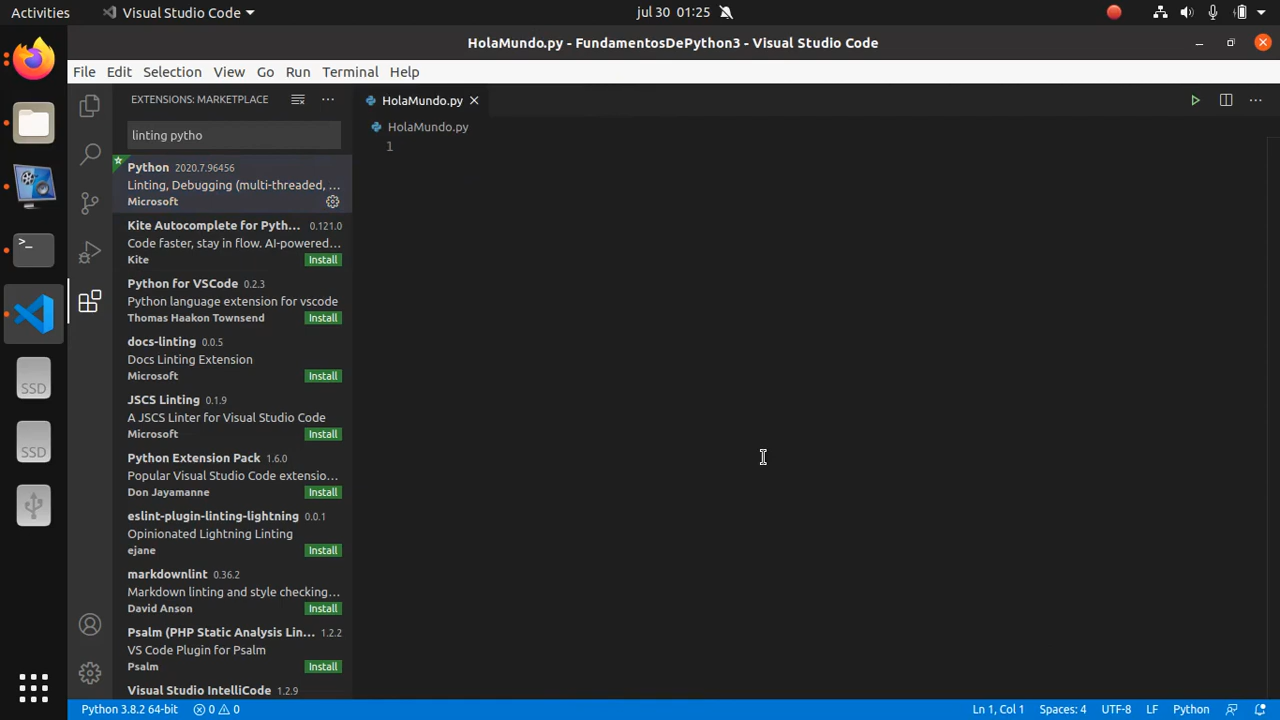 Activities
Visual Studio Code
jul 30 01:25
HolaMundo.py - FundamentosDePython3 - Visual Studio Code
File Edit Selection View Go Run Terminal Help
EXTENSIONS: MARKETPLACE
linting pytho
Python 2020.7.96456
Linting, Debugging (multi-threaded, ...
Microsoft
Kite Autocomplete for Pyth... 0.121.0
Code faster, stay in flow. AI-powered...
Kite Install
Python for VSCode 0.2.3
Python language extension for vscode
Thomas Haakon Townsend Install
docs-linting 0.0.5
Docs Linting Extension
Microsoft Install
JSCS Linting 0.1.9
A JSCS Linter for Visual Studio Code
Microsoft Install
Python Extension Pack 1.6.0
Popular Visual Studio Code extensio...
Don Jayamanne Install
eslint-plugin-linting-lightning 0.0.1
Opinionated Lightning Linting
ejane Install
markdownlint 0.36.2
Markdown linting and style checking...
David Anson Install
Psalm (PHP Static Analysis Lin... 1.2.2
VS Code Plugin for Psalm
Psalm Install
Visual Studio IntelliCode 1.2.9
HolaMundo.py
HolaMundo.py
1
SSD
SSD
Python 3.8.2 64-bit 0 0 Ln 1, Col 1 Spaces: 4 UTF-8 LF Python